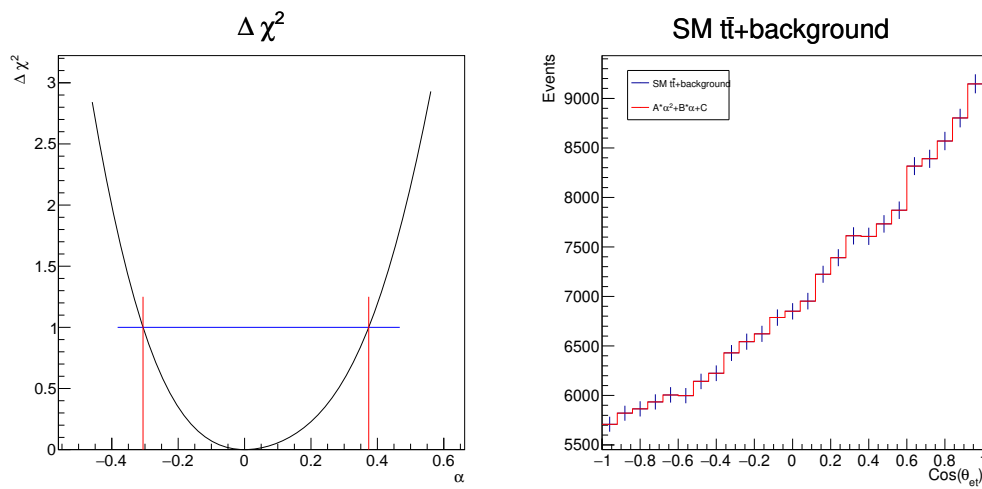 Δ χ²
Δ χ²
3
2.5
2
1.5
1
0.5
0
−0.4 −0.2 0 0.2 0.4 0.6
α
SM tt̄+background
Events
SM tt̄+background
A*α²+B*α+C
9000
8500
8000
7500
7000
6500
6000
5500
−1 −0.8 −0.6 −0.4 −0.2 0 0.2 0.4 0.6 0.8 1
Cos(θ_et)